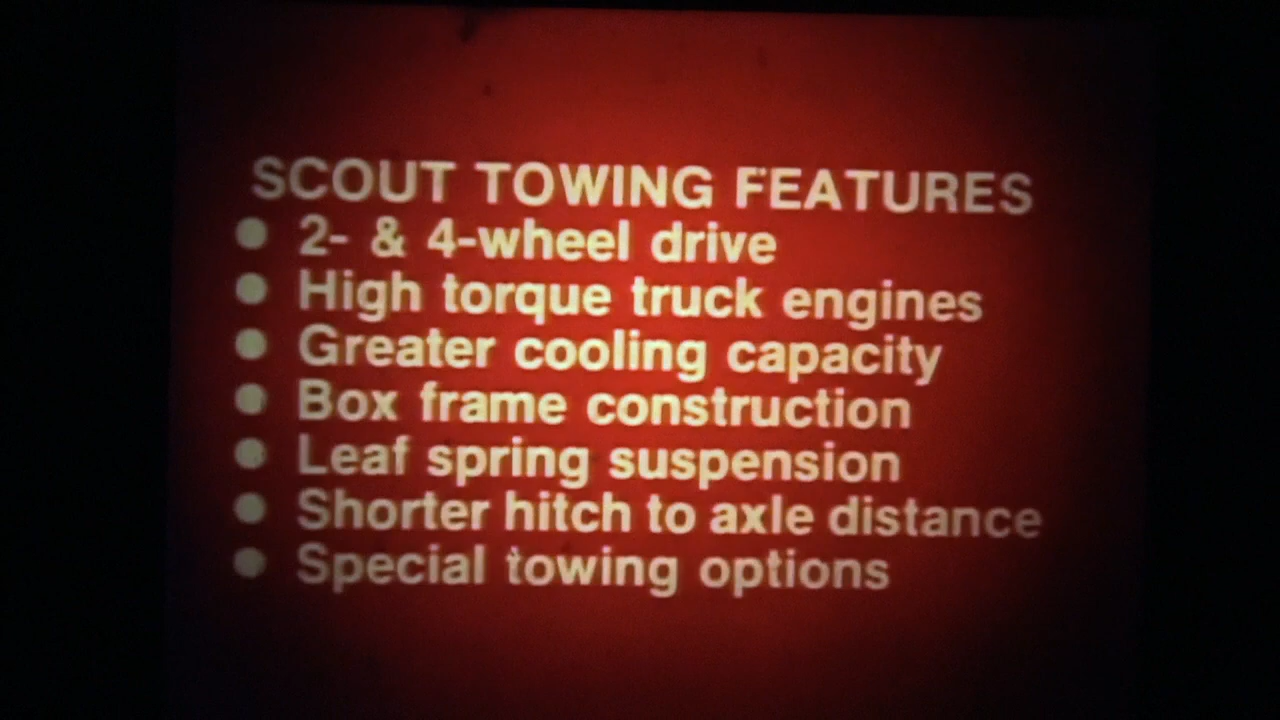 SCOUT TOWING FEATURES
● 2- & 4-wheel drive
● High torque truck engines
● Greater cooling capacity
● Box frame construction
● Leaf spring suspension
● Shorter hitch to axle distance
● Special towing options